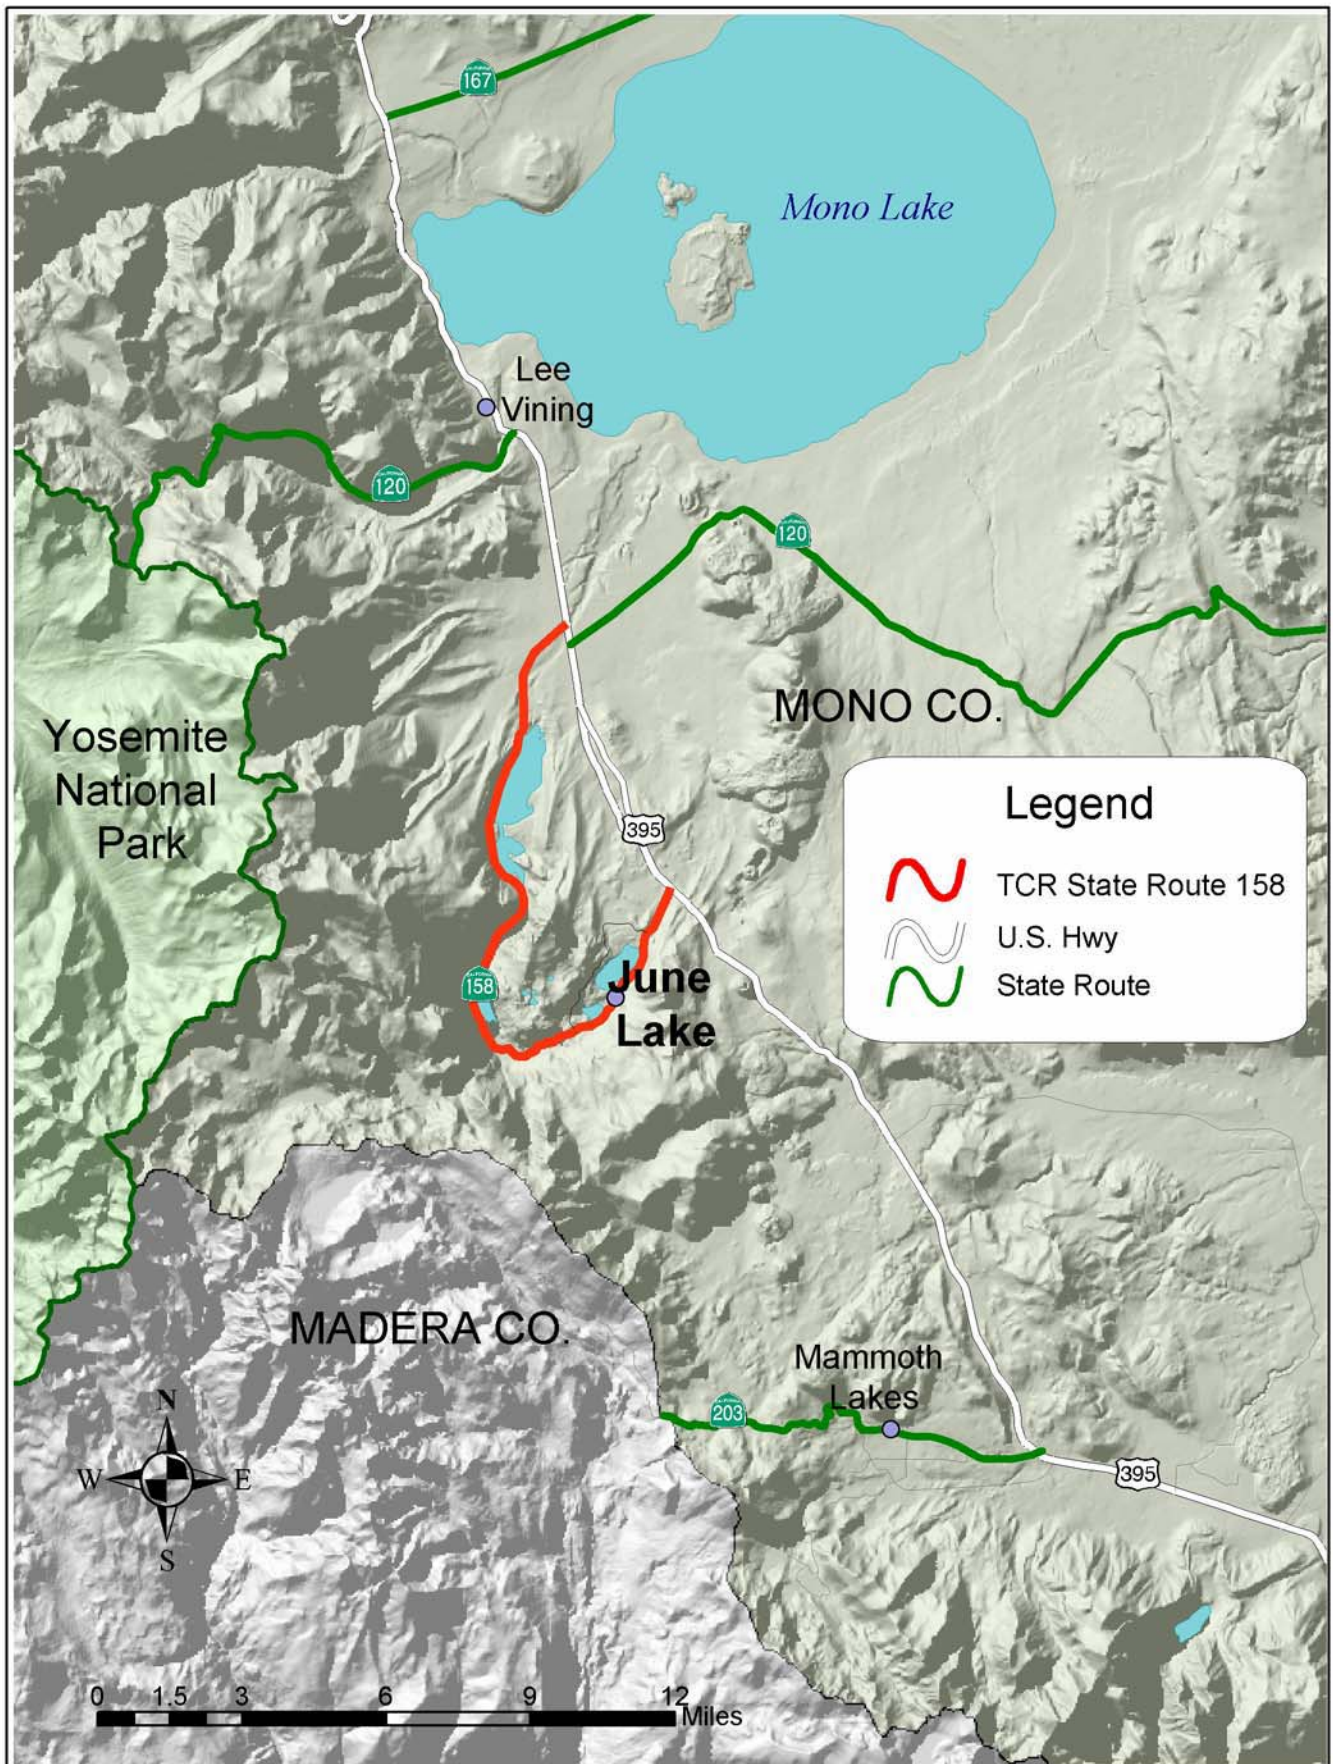 167
Mono Lake
Lee
Vining
120
120
MONO CO.
Yosemite
National
Park
Legend
TCR State Route 158
U.S. Hwy
State Route
395
158
June
Lake
MADERA CO.
Mammoth
Lakes
203
395
N
W E
S
0 1.5 3 6 9 12
Miles